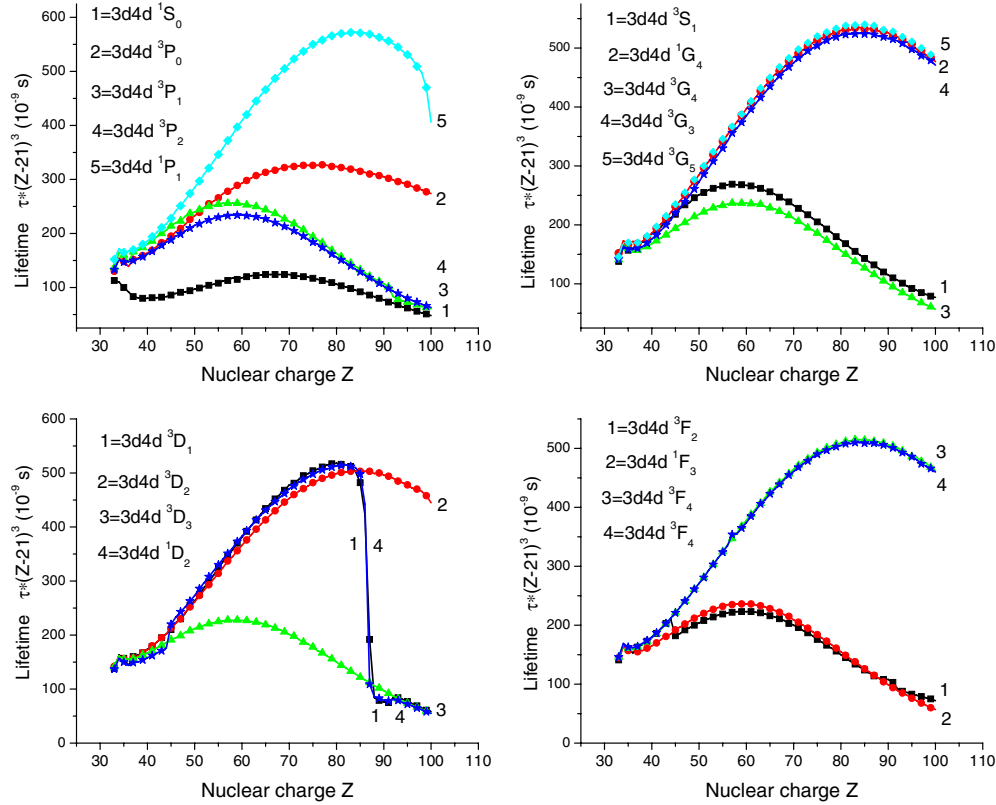 Lifetime τ*(Z-21)³ (10⁻⁹ s)
600
500
400
300
200
100
1=3d4d ¹S₀
2=3d4d ³P₀
3=3d4d ³P₁
4=3d4d ³P₂
5=3d4d ¹P₁
5
2
4
3
1
30 40 50 60 70 80 90 100 110
Nuclear charge Z
Lifetime τ*(Z-21)³ (10⁻⁹ s)
500
400
300
200
100
1=3d4d ³S₁
2=3d4d ¹G₄
3=3d4d ³G₄
4=3d4d ³G₃
5=3d4d ³G₅
5
2
4
1
3
30 40 50 60 70 80 90 100 110
Nuclear charge Z
Lifetime τ*(Z-21)³ (10⁻⁹ s)
600
500
400
300
200
100
0
1=3d4d ³D₁
2=3d4d ³D₂
3=3d4d ³D₃
4=3d4d ¹D₂
2
1 4
1 4
3
30 40 50 60 70 80 90 100 110
Nuclear charge Z
Lifetime τ*(Z-21)³ (10⁻⁹ s)
500
400
300
200
100
0
1=3d4d ³F₂
2=3d4d ¹F₃
3=3d4d ³F₄
4=3d4d ³F₄
3
4
1
2
30 40 50 60 70 80 90 100 110
Nuclear charge Z